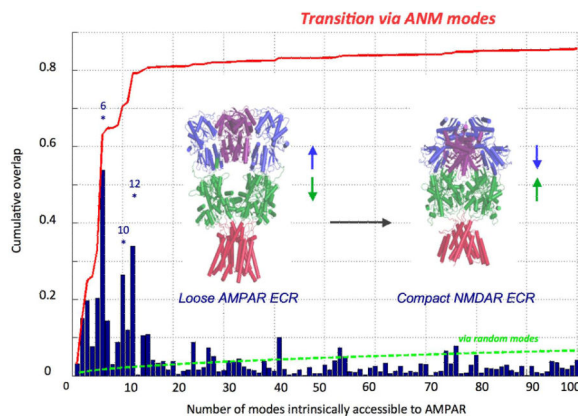 Transition via ANM modes
Cumulative overlap
0.8
0.6
0.4
0.2
0
6
*
12
*
10
*
Loose AMPAR ECR
Compact NMDAR ECR
via random modes
0 10 20 30 40 50 60 70 80 90 100
Number of modes intrinsically accessible to AMPAR